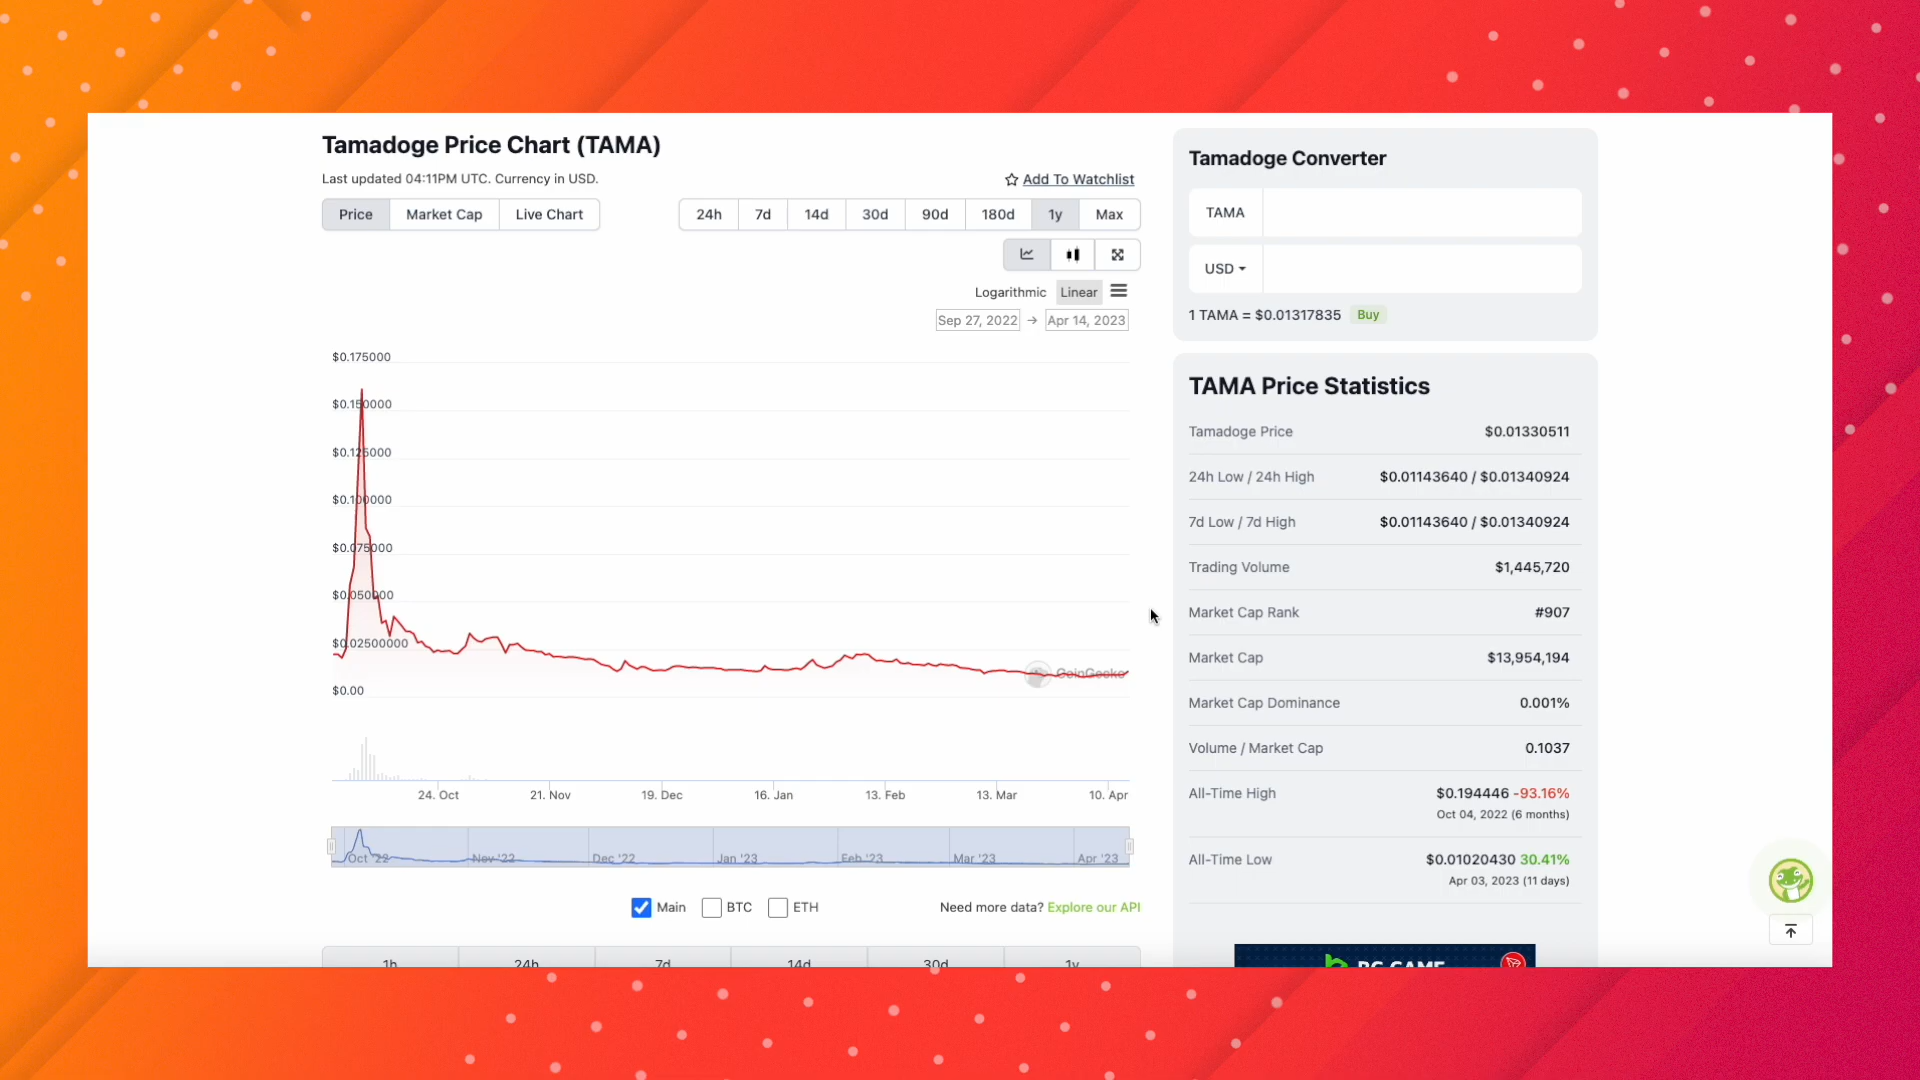 Tamadoge Price Chart (TAMA)
Last updated 04:11PM UTC. Currency in USD.
Add To Watchlist
Price Market Cap Live Chart
24h 7d 14d 30d 90d 180d 1y Max
Logarithmic Linear
Sep 27, 2022 → Apr 14, 2023
$0.175000
$0.150000
$0.125000
$0.100000
$0.075000
$0.050000
$0.02500000
$0.00
CoinGecko
24. Oct 21. Nov 19. Dec 16. Jan 13. Feb 13. Mar 10. Apr
Oct '22 Nov '22 Dec '22 Jan '23 Feb '23 Mar '23 Apr '23
Main BTC ETH
Need more data? Explore our API
1h 24h 7d 14d 30d 1y
Tamadoge Converter
TAMA
USD
1 TAMA = $0.01317835 Buy
TAMA Price Statistics
Tamadoge Price $0.01330511
24h Low / 24h High $0.01143640 / $0.01340924
7d Low / 7d High $0.01143640 / $0.01340924
Trading Volume $1,445,720
Market Cap Rank #907
Market Cap $13,954,194
Market Cap Dominance 0.001%
Volume / Market Cap 0.1037
All-Time High $0.194446 -93.16%
Oct 04, 2022 (6 months)
All-Time Low $0.01020430 30.41%
Apr 03, 2023 (11 days)
BC.GAME